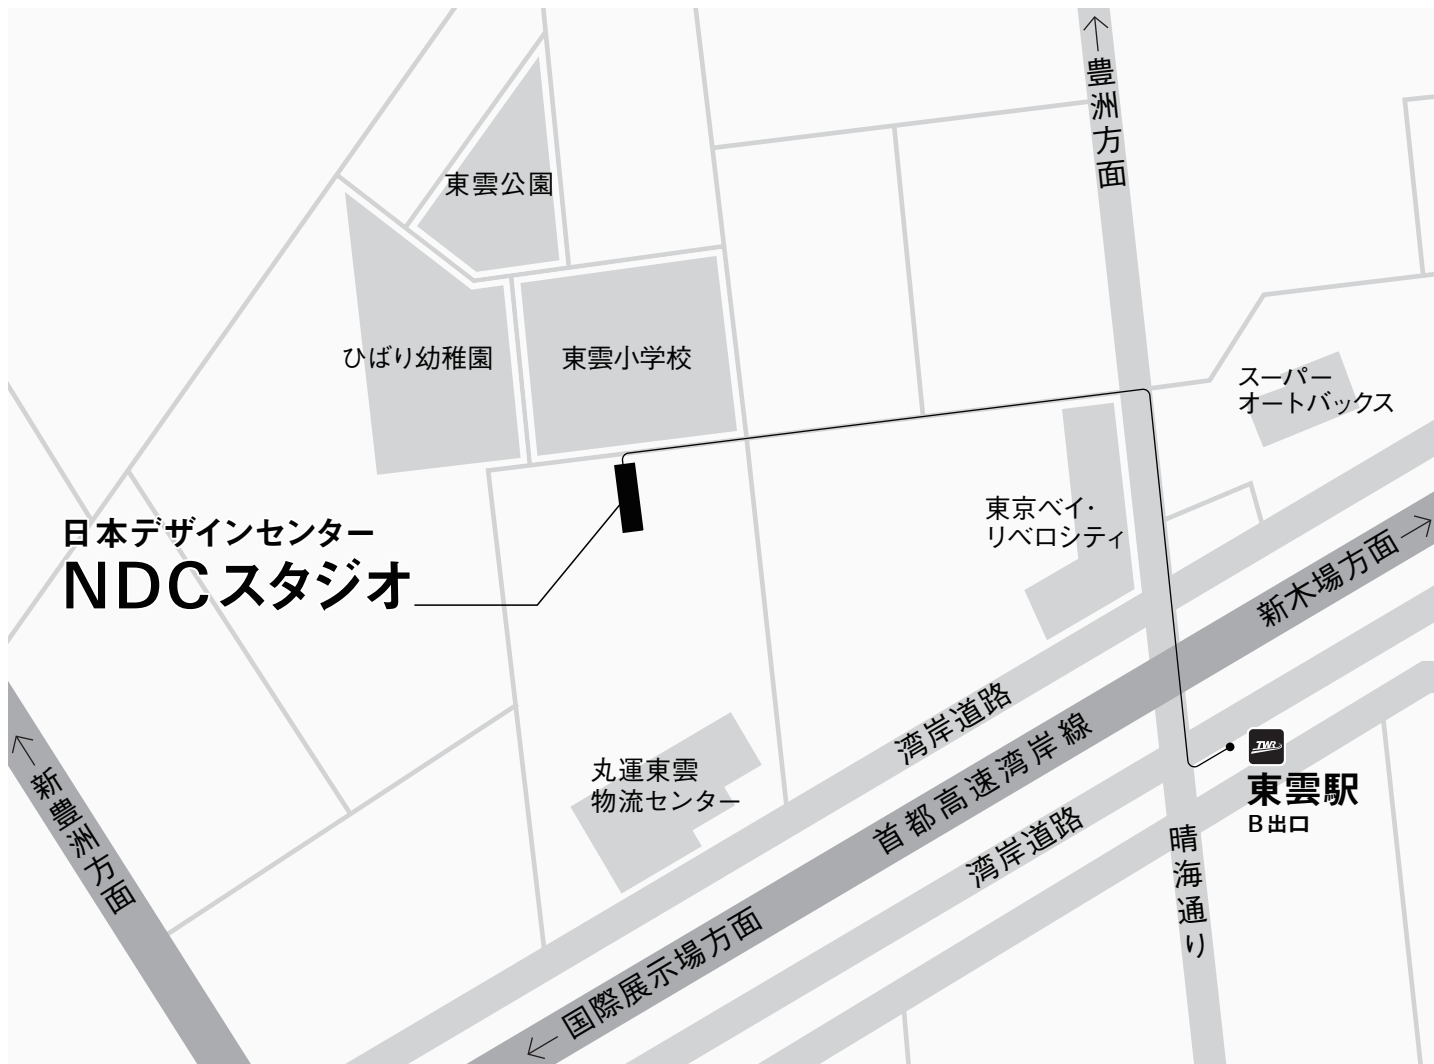 豊洲方面
東雲公園
ひばり幼稚園
東雲小学校
スーパー
オートバックス
東京ベイ・
リベロシティ
日本デザインセンター
NDCスタジオ
新木場方面
湾岸道路
首都高速湾岸線
湾岸道路
丸運東雲
物流センター
TWR
東雲駅
B出口
新豊洲方面
晴海通り
国際展示場方面